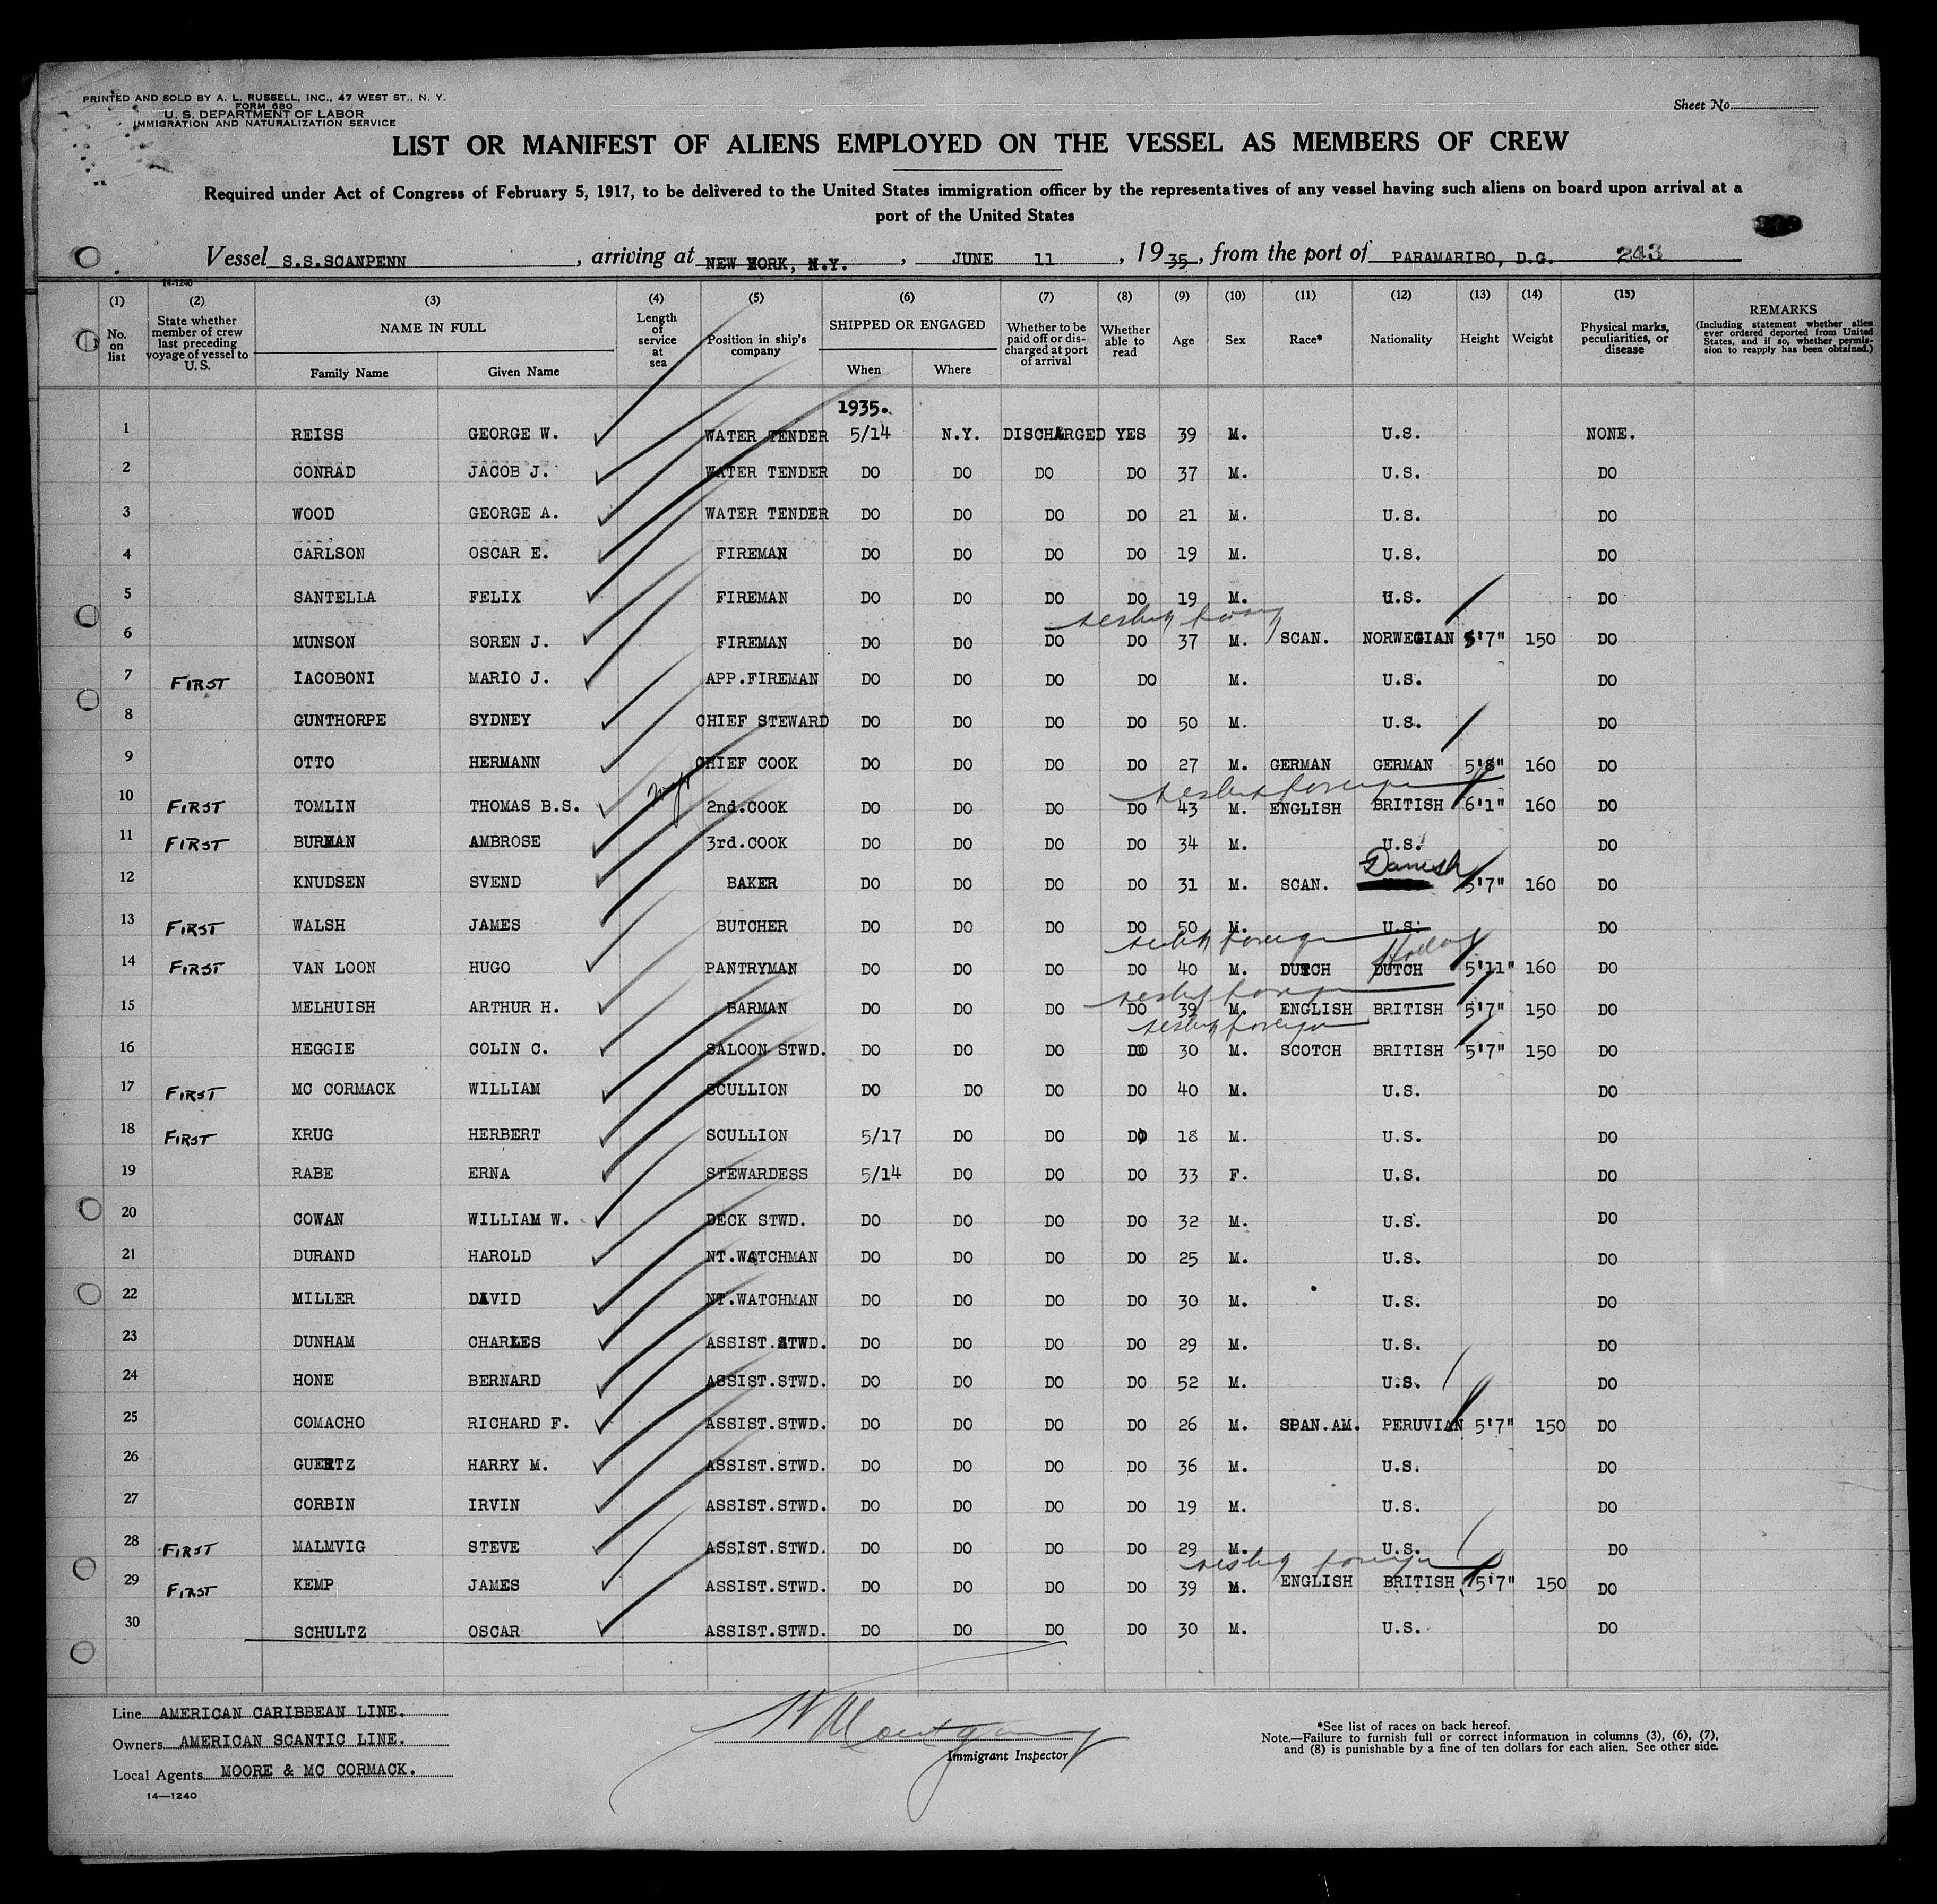 PRINTED AND SOLD BY A. L. RUSSELL, INC., 47 WEST ST., N. Y.
FORM 680
U. S. DEPARTMENT OF LABOR
IMMIGRATION AND NATURALIZATION SERVICE
Sheet No.
LIST OR MANIFEST OF ALIENS EMPLOYED ON THE VESSEL AS MEMBERS OF CREW
Required under Act of Congress of February 5, 1917, to be delivered to the United States immigration officer by the representatives of any vessel having such aliens on board upon arrival at a
port of the United States
Vessel S.S.SCANPENN, arriving at NEW YORK, N.Y., JUNE 11, 1935, from the port of PARAMARIBO, D.G. 243
14-1240
(1) No. on list (2) State whether member of crew last preceding voyage of vessel to U. S. (3) NAME IN FULL Family Name Given Name (4) Length of service at sea (5) Position in ship's company (6) SHIPPED OR ENGAGED When Where (7) Whether to be paid off or discharged at port of arrival (8) Whether able to read (9) Age (10) Sex (11) Race* (12) Nationality (13) Height (14) Weight (15) Physical marks, peculiarities, or disease REMARKS (Including statement whether alien ever ordered deported from United States, and if so, whether permission to reapply has been obtained.)
1935.
1 REISS GEORGE W. WATER TENDER 5/14 N.Y. DISCHARGED YES 39 M. U.S. NONE.
2 CONRAD JACOB J. WATER TENDER DO DO DO DO 37 M. U.S. DO
3 WOOD GEORGE A. WATER TENDER DO DO DO DO 21 M. U.S. DO
4 CARLSON OSCAR E. FIREMAN DO DO DO DO 19 M. U.S. DO
5 SANTELLA FELIX FIREMAN DO DO DO DO 19 M. U.S. DO
6 MUNSON SOREN J. FIREMAN DO DO DO DO 37 M. SCAN. NORWEGIAN 5'7" 150 DO
7 FIRST IACOBONI MARIO J. APP.FIREMAN DO DO DO DO M. U.S. DO
8 GUNTHORPE SYDNEY CHIEF STEWARD DO DO DO DO 50 M. U.S. DO
9 OTTO HERMANN CHIEF COOK DO DO DO DO 27 M. GERMAN GERMAN 5'8" 160 DO
10 FIRST TOMLIN THOMAS B.S. 2nd.COOK DO DO DO DO 43 M. ENGLISH BRITISH 6'1" 160 DO
11 FIRST BURMAN AMBROSE 3rd.COOK DO DO DO DO 34 M. U.S. DO
12 KNUDSEN SVEND BAKER DO DO DO DO 31 M. SCAN. Danish 5'7" 160 DO
13 FIRST WALSH JAMES BUTCHER DO DO DO DO 50 M. U.S. DO
14 FIRST VAN LOON HUGO PANTRYMAN DO DO DO DO 40 M. DUTCH DUTCH 5'11" 160 DO
15 MELHUISH ARTHUR H. BARMAN DO DO DO DO 39 M. ENGLISH BRITISH 5'7" 150 DO
16 HEGGIE COLIN C. SALOON STWD. DO DO DO DO 30 M. SCOTCH BRITISH 5'7" 150 DO
17 FIRST MC CORMACK WILLIAM SCULLION DO DO DO DO 40 M. U.S. DO
18 FIRST KRUG HERBERT SCULLION 5/17 DO DO DO 18 M. U.S. DO
19 RABE ERNA STEWARDESS 5/14 DO DO DO 33 F. U.S. DO
20 COWAN WILLIAM W. DECK STWD. DO DO DO DO 32 M. U.S. DO
21 DURAND HAROLD NT.WATCHMAN DO DO DO DO 25 M. U.S. DO
22 MILLER DAVID NT.WATCHMAN DO DO DO DO 30 M. U.S. DO
23 DUNHAM CHARLES ASSIST.STWD. DO DO DO DO 29 M. U.S. DO
24 HONE BERNARD ASSIST.STWD. DO DO DO DO 52 M. U.S. DO
25 COMACHO RICHARD F. ASSIST.STWD. DO DO DO DO 26 M. SPAN.AM. PERUVIAN 5'7" 150 DO
26 GUERTZ HARRY M. ASSIST.STWD. DO DO DO DO 36 M. U.S. DO
27 CORBIN IRVIN ASSIST.STWD. DO DO DO DO 19 M. U.S. DO
28 FIRST MALMVIG STEVE ASSIST.STWD. DO DO DO DO 29 M. U.S. DO
29 FIRST KEMP JAMES ASSIST.STWD. DO DO DO DO 39 M. ENGLISH BRITISH 5'7" 150 DO
30 SCHULTZ OSCAR ASSIST.STWD. DO DO DO DO 30 M. U.S. DO
Line AMERICAN CARIBBEAN LINE.
Owners AMERICAN SCANTIC LINE.
Local Agents MOORE & MC CORMACK.
14—1240
Immigrant Inspector
*See list of races on back hereof.
Note.—Failure to furnish full or correct information in columns (3), (6), (7),
and (8) is punishable by a fine of ten dollars for each alien. See other side.